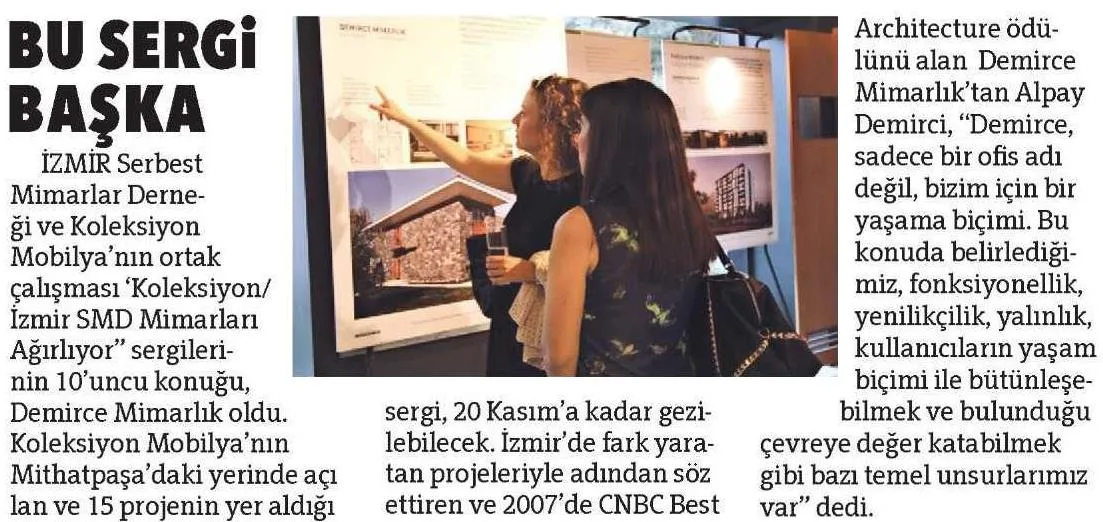 BU SERGİ
BAŞKA
İZMİR Serbest
Mimarlar Derne-
ği ve Koleksiyon
Mobilya’nın ortak
çalışması ‘Koleksiyon/
İzmir SMD Mimarları
Ağırlıyor” sergileri-
nin 10’uncu konuğu,
Demirce Mimarlık oldu.
Koleksiyon Mobilya’nın
Mithatpaşa’daki yerinde açı
lan ve 15 projenin yer aldığı
DEMİRCE MİMARLIK
sergi, 20 Kasım’a kadar gezi-
lebilecek. İzmir’de fark yara-
tan projeleriyle adından söz
ettiren ve 2007’de CNBC Best
Architecture ödü-
lünü alan Demirce
Mimarlık’tan Alpay
Demirci, “Demirce,
sadece bir ofis adı
değil, bizim için bir
yaşama biçimi. Bu
konuda belirlediği-
miz, fonksiyonellik,
yenilikçilik, yalınlık,
kullanıcıların yaşam
biçimi ile bütünleşe-
bilmek ve bulunduğu
çevreye değer katabilmek
gibi bazı temel unsurlarımız
var” dedi.